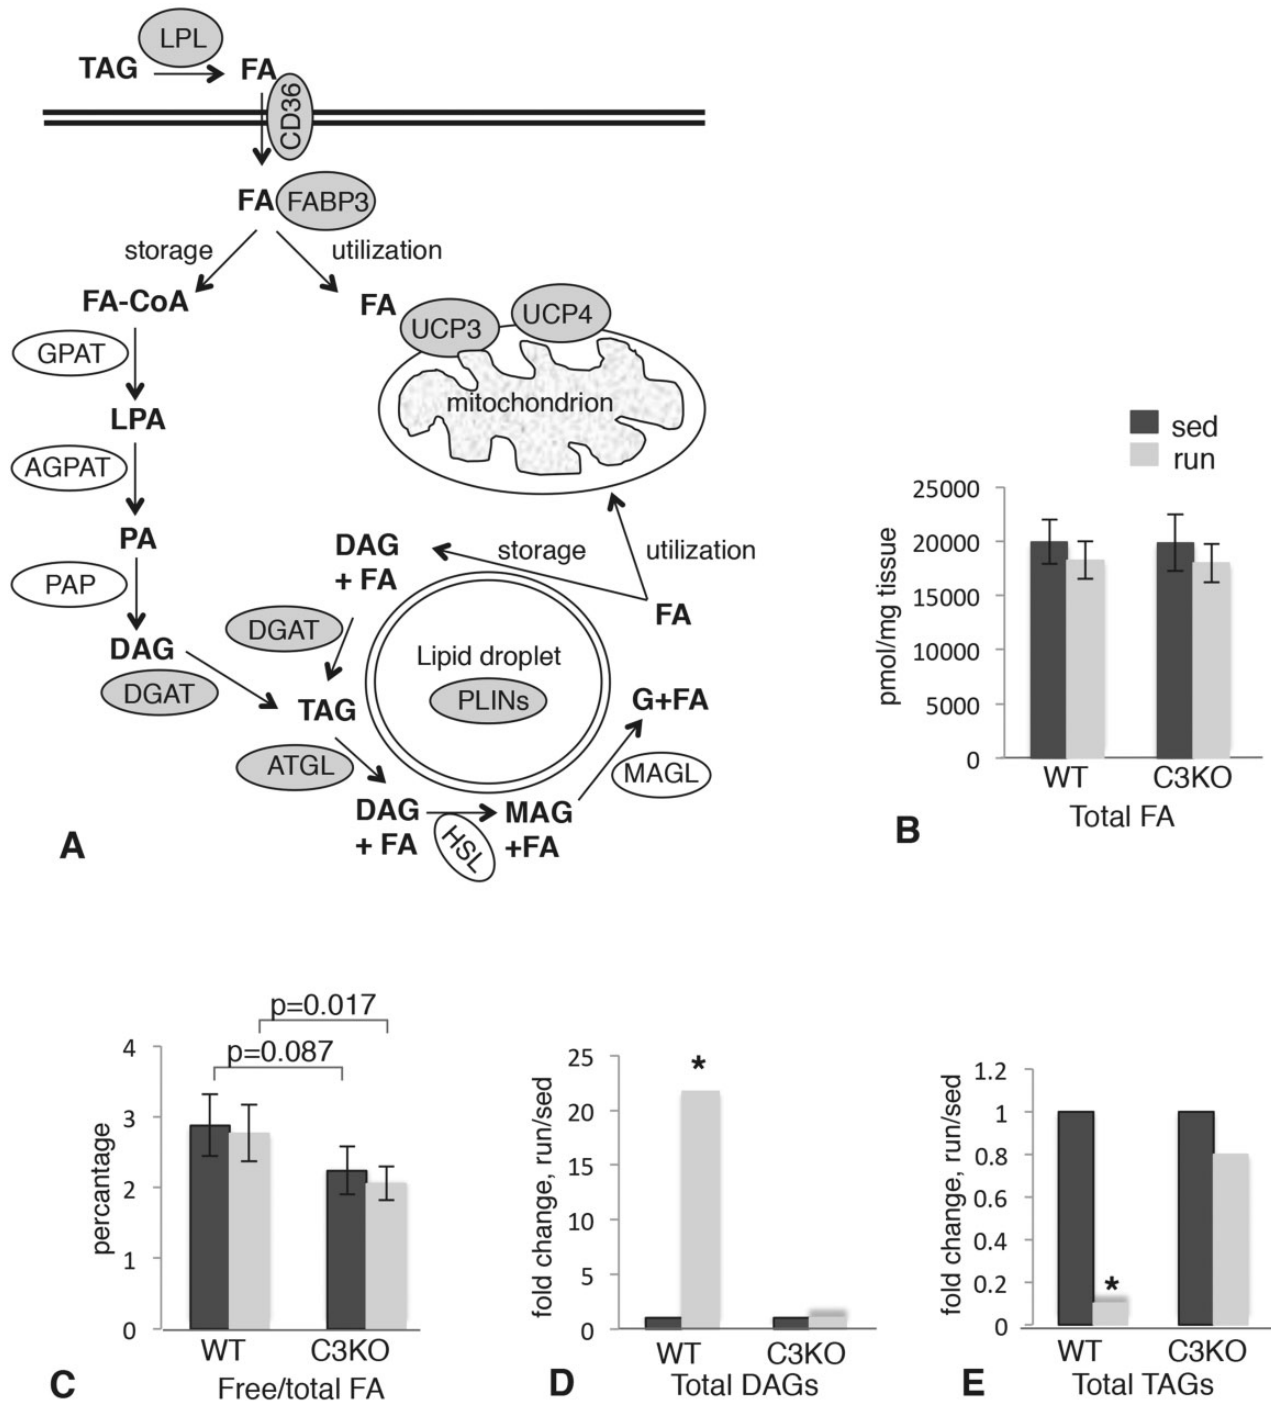 LPL
TAG
FA
CD36
FA
FABP3
storage
utilization
FA-CoA
FA
UCP3
UCP4
GPAT
mitochondrion
LPA
AGPAT
PA
DAG
+ FA
storage
utilization
PAP
FA
DGAT
DAG
Lipid droplet
DGAT
PLINs
TAG
G+FA
ATGL
MAGL
DAG
+ FA
HSL
MAG
+FA
A
sed
run
25000
20000
15000
10000
5000
0
pmol/mg tissue
WT
C3KO
Total FA
B
p=0.017
p=0.087
4
3
2
1
0
percantage
WT
C3KO
Free/total FA
C
25
20
15
10
5
0
fold change, run/sed
*
WT
C3KO
Total DAGs
D
1.2
1
0.8
0.6
0.4
0.2
0
fold change, run/sed
*
WT
C3KO
Total TAGs
E